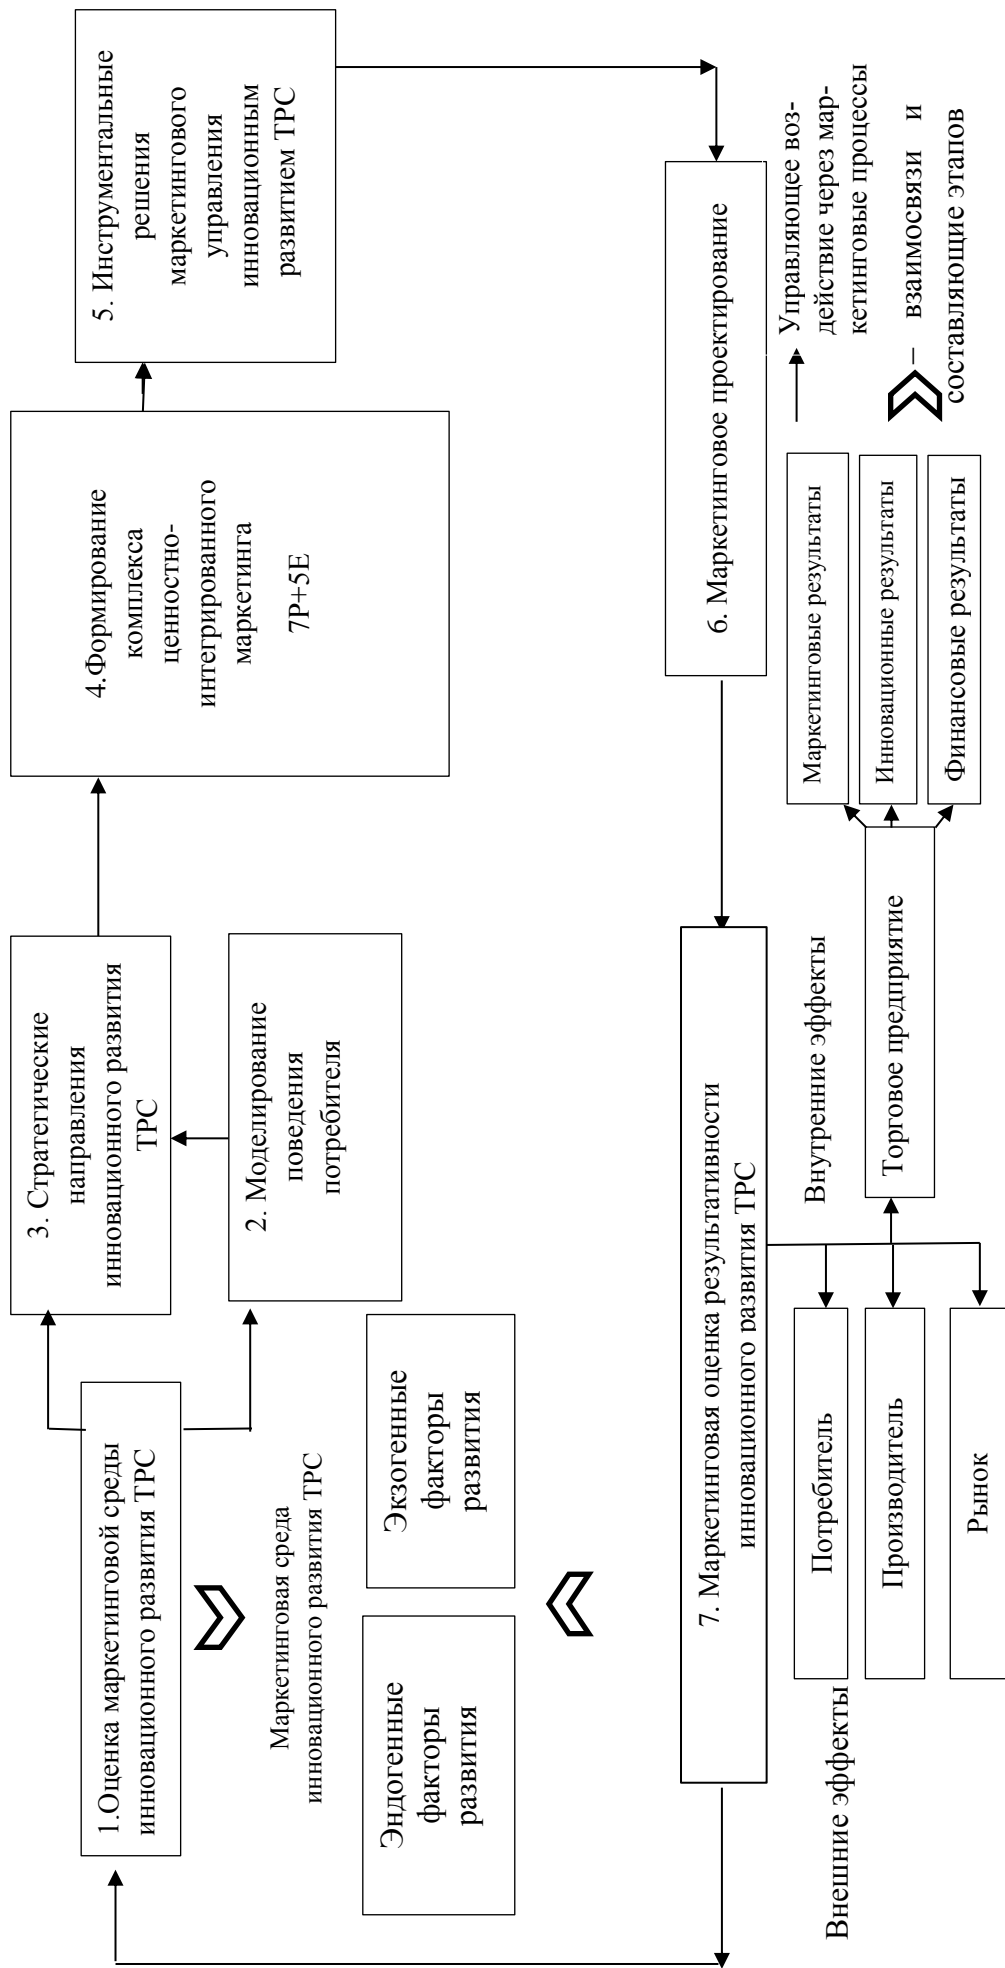 1.Оценка маркетинговой среды
инновационного развития ТРС
Маркетинговая среда
инновационного развития ТРС
Эндогенные
факторы
развития
Экзогенные
факторы
развития
2. Моделирование
поведения
потребителя
3. Стратегические
направления
инновационного развития
ТРС
4.Формирование
комплекса
ценностно-
интегрированного
маркетинга
7P+5E
5. Инструментальные
решения
маркетингового
управления
инновационным
развитием ТРС
6. Маркетинговое проектирование
7. Маркетинговая оценка результативности
инновационного развития ТРС
Внешние эффекты
Потребитель
Производитель
Рынок
Внутренние эффекты
Торговое предприятие
Маркетинговые результаты
Инновационные результаты
Финансовые результаты
Управляющее воз-
действие через мар-
кетинговые процессы
– взаимосвязи и
составляющие этапов